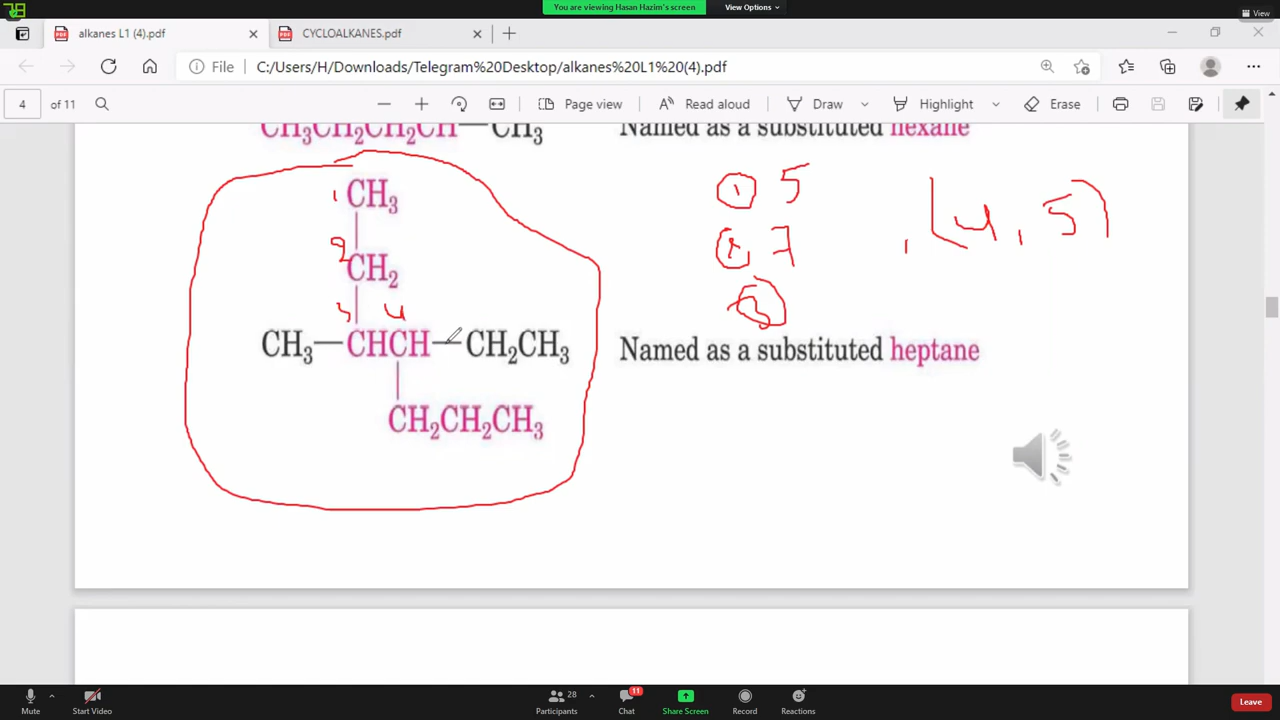 You are viewing Hasan Hazim's screen
View Options
View
alkanes L1 (4).pdf
CYCLOALKANES.pdf
File
C:/Users/H/Downloads/Telegram%20Desktop/alkanes%20L1%20(4).pdf
4 of 11
Page view
Read aloud
Draw
Highlight
Erase
CH3CH2CH2CH—CH3 Named as a substituted hexane
1 CH3
1 5
2 CH2
2, 7
, (4, 5)
3 4
3
CH3—CHCH—CH2CH3 Named as a substituted heptane
CH2CH2CH3
Mute
Start Video
28
Participants
11
Chat
Share Screen
Record
Reactions
Leave